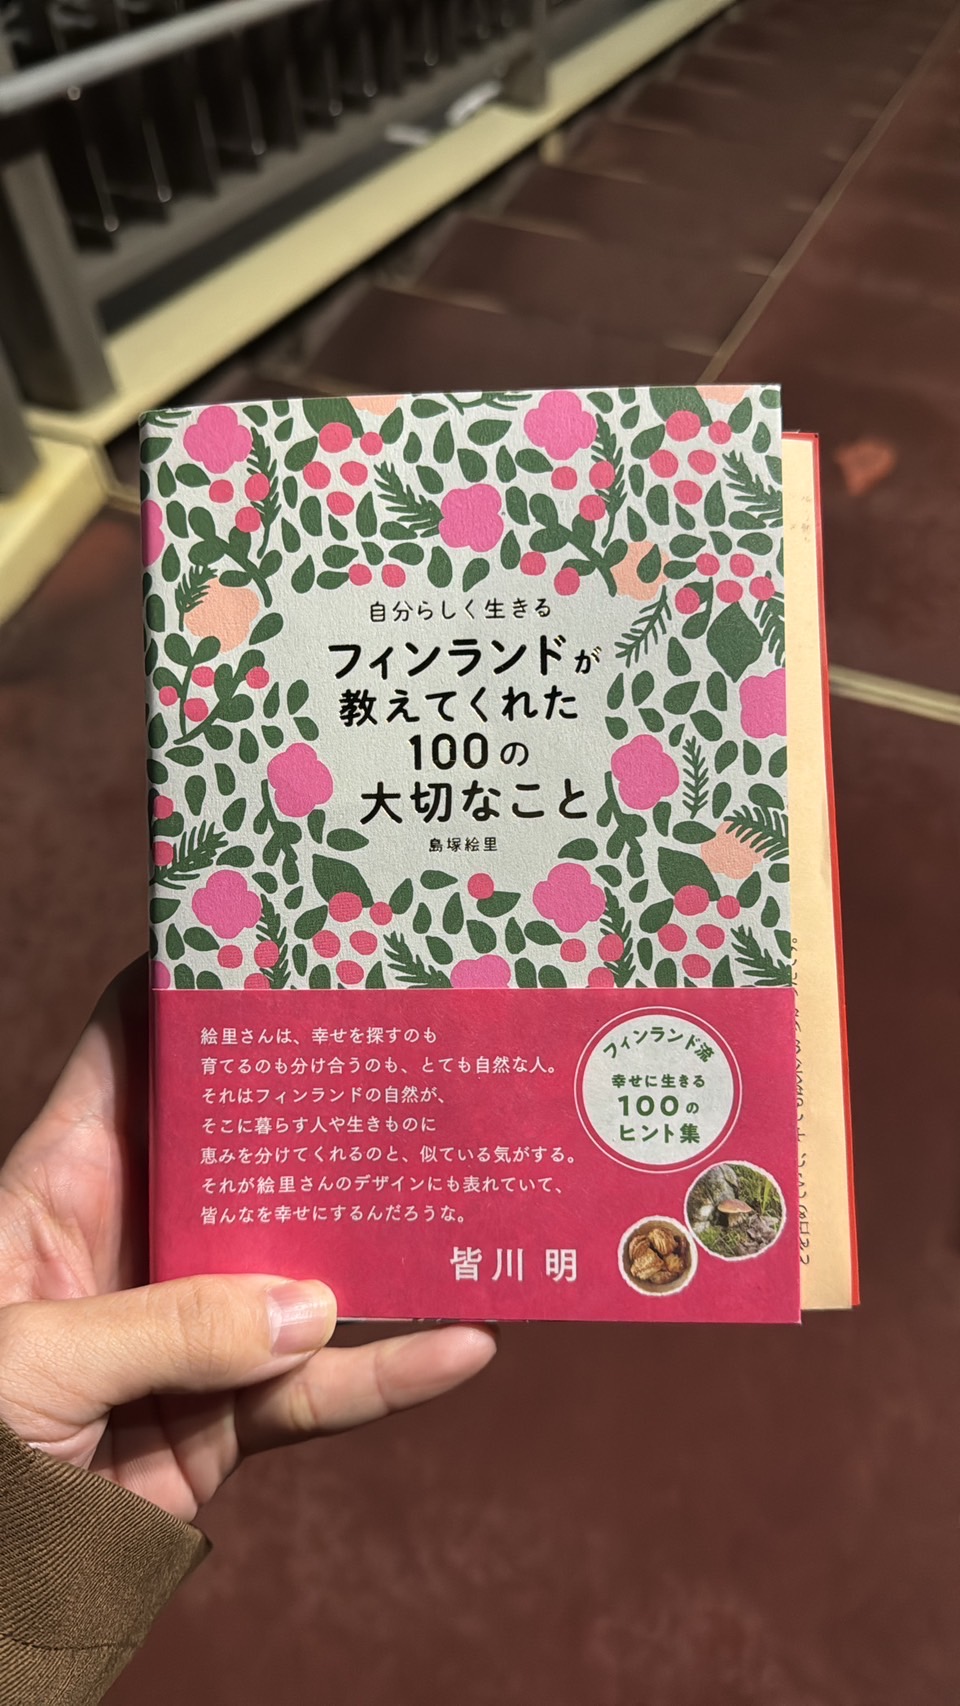 自分らしく生きる
フィンランドが
教えてくれた
100の
大切なこと
島塚絵里
絵里さんは、幸せを探すのも
育てるのも分け合うのも、とても自然な人。
それはフィンランドの自然が、
そこに暮らす人や生きものに
恵みを分けてくれるのと、似ている気がする。
それが絵里さんのデザインにも表れていて、
皆んなを幸せにするんだろうな。
皆川 明
フィンランド流
幸せに生きる
100の
ヒント集